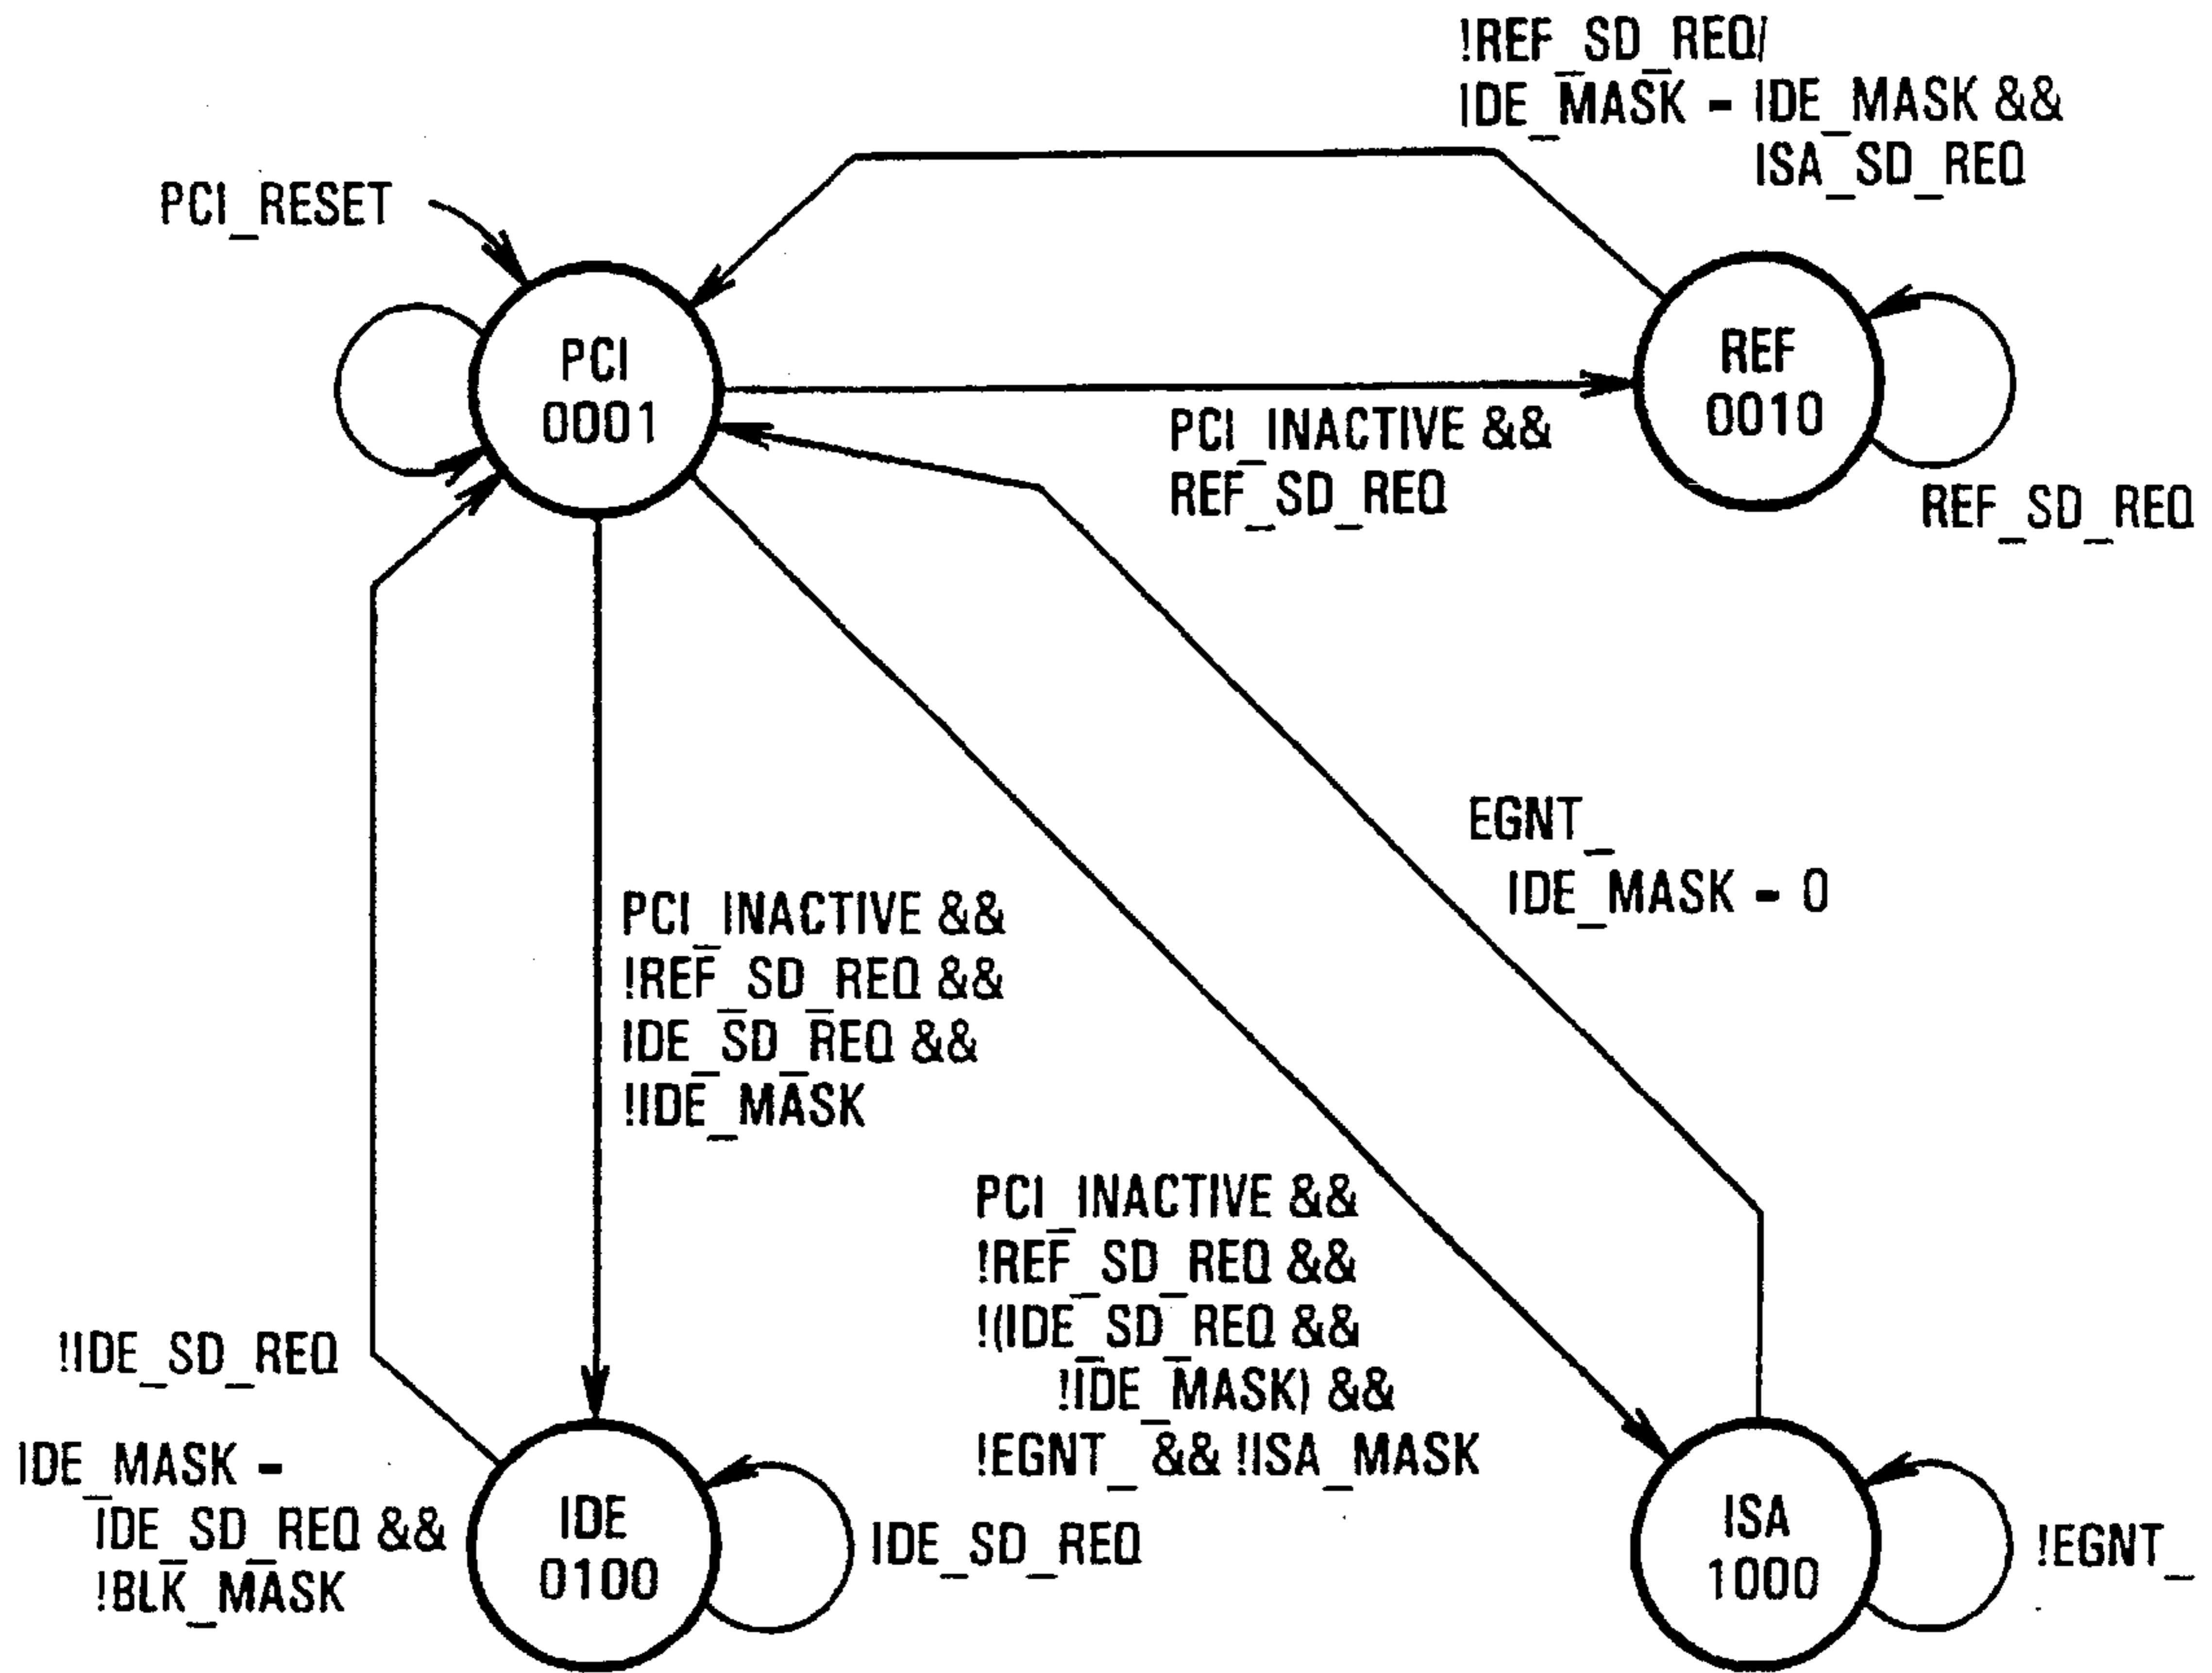 !REF_SD_REQ/
IDE_MASK - IDE_MASK &&
ISA_SD_REQ
PCI_RESET
PCI
0001
REF
0010
PCI_INACTIVE &&
REF_SD_REQ
REF_SD_REQ
EGNT_
IDE_MASK - 0
PCI_INACTIVE &&
!REF_SD_REQ &&
IDE_SD_REQ &&
!IDE_MASK
PCI_INACTIVE &&
!REF_SD_REQ &&
!(IDE_SD_REQ &&
!IDE_MASK) &&
!EGNT_ && !ISA_MASK
!IDE_SD_REQ
IDE_MASK -
IDE_SD_REQ &&
!BLK_MASK
IDE
0100
IDE_SD_REQ
ISA
1000
!EGNT_